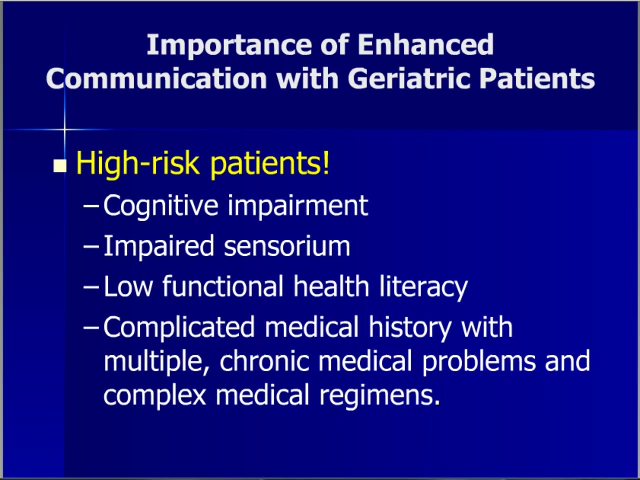 Importance of Enhanced
Communication with Geriatric Patients
High-risk patients!
–Cognitive impairment
–Impaired sensorium
–Low functional health literacy
–Complicated medical history with
multiple, chronic medical problems and
complex medical regimens.